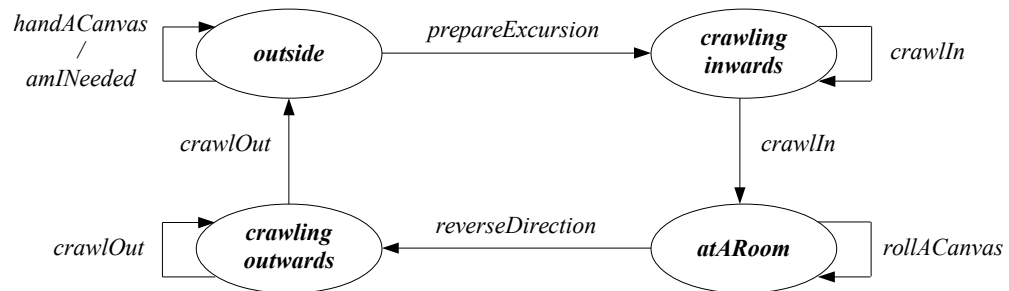 handACanvas
/
amINeeded
outside
prepareExcursion
crawling
inwards
crawlIn
crawlOut
crawlIn
crawlOut
crawling
outwards
reverseDirection
atARoom
rollACanvas